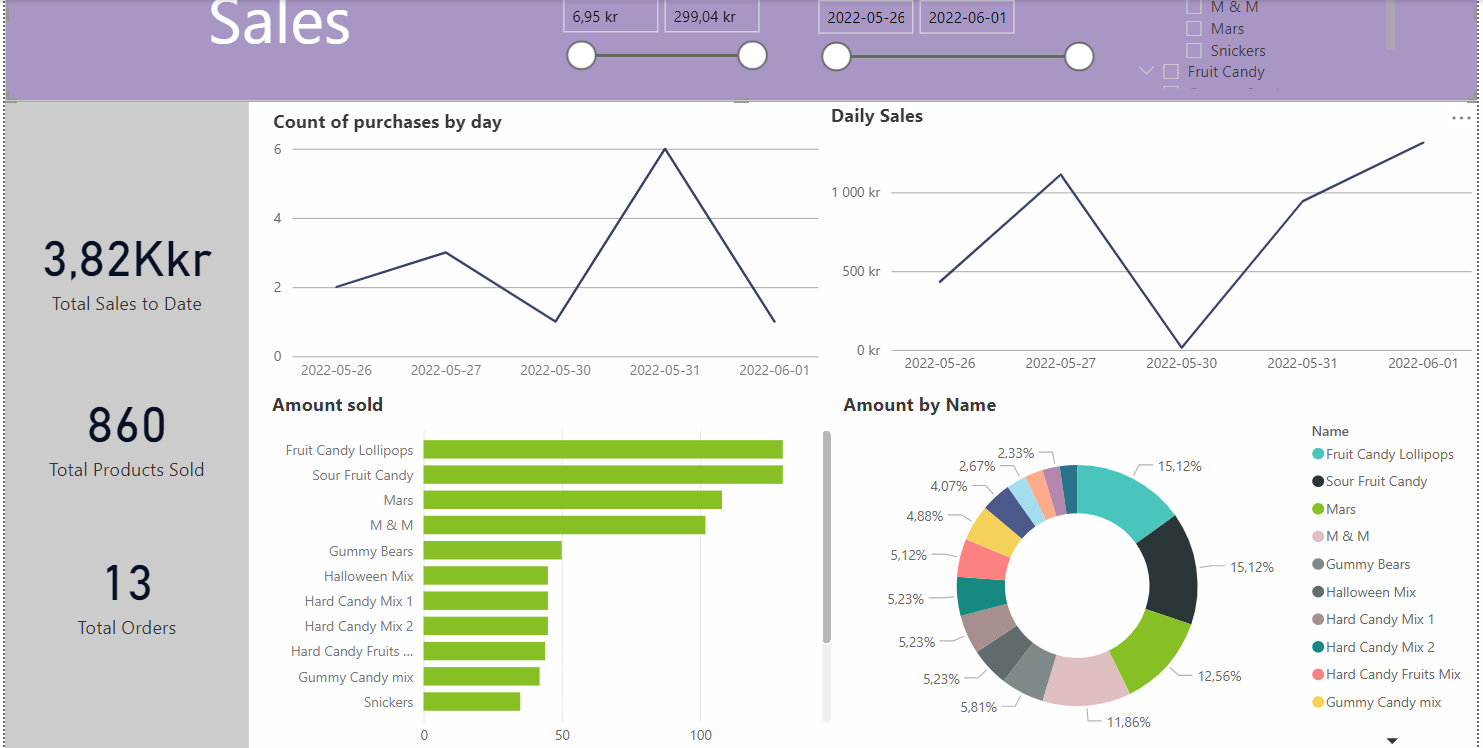 Sales
6,95 kr
299,04 kr
2022-05-26
2022-06-01
M & M
Mars
Snickers
Fruit Candy
3,82Kkr
Total Sales to Date
860
Total Products Sold
13
Total Orders
Count of purchases by day
6
4
2
0
2022-05-26 2022-05-27 2022-05-30 2022-05-31 2022-06-01
Daily Sales
1 000 kr
500 kr
0 kr
2022-05-26 2022-05-27 2022-05-30 2022-05-31 2022-06-01
Amount sold
Fruit Candy Lollipops
Sour Fruit Candy
Mars
M & M
Gummy Bears
Halloween Mix
Hard Candy Mix 1
Hard Candy Mix 2
Hard Candy Fruits ...
Gummy Candy mix
Snickers
0 50 100
Amount by Name
15,12%
15,12%
12,56%
11,86%
5,81%
5,23%
5,23%
5,23%
5,12%
4,88%
4,07%
2,67%
2,33%
Name
Fruit Candy Lollipops
Sour Fruit Candy
Mars
M & M
Gummy Bears
Halloween Mix
Hard Candy Mix 1
Hard Candy Mix 2
Hard Candy Fruits Mix
Gummy Candy mix